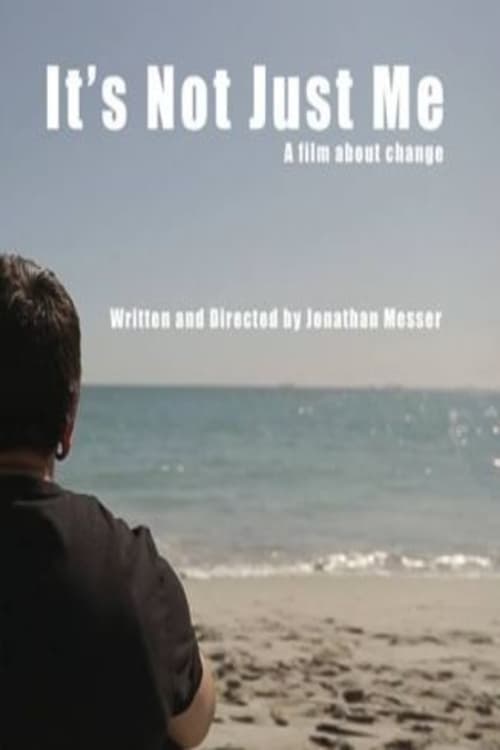 It's Not Just Me
A film about change
Written and Directed by Jonathan Messer